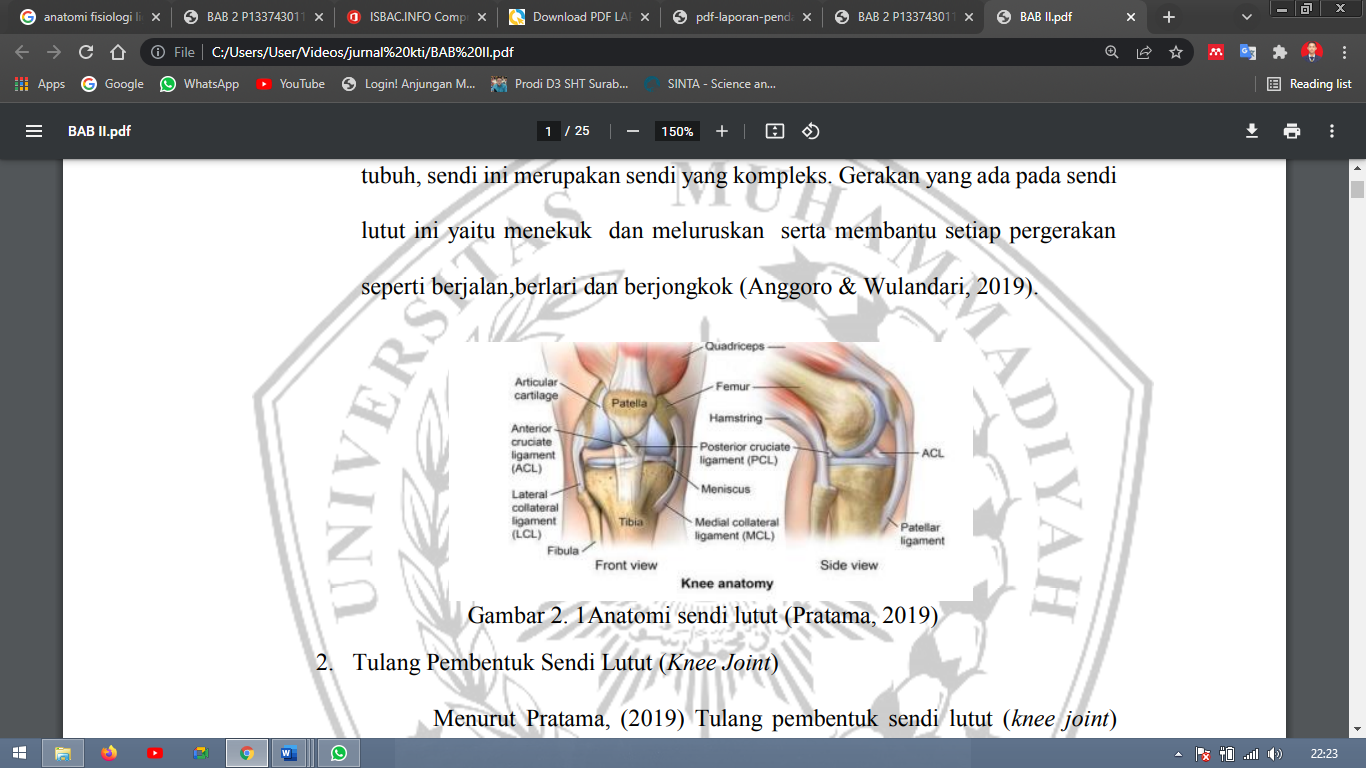 anatomi fisiologi li
BAB 2 P133743011
ISBAC.INFO Comp
Download PDF LAP
pdf-laporan-penda
BAB 2 P133743011
BAB II.pdf
File C:/Users/User/Videos/jurnal%20kti/BAB%20II.pdf
Apps Google WhatsApp YouTube Login! Anjungan M... Prodi D3 SHT Surab... SINTA - Science an... Reading list
BAB II.pdf 1 / 25 150%
tubuh, sendi ini merupakan sendi yang kompleks. Gerakan yang ada pada sendi
lutut ini yaitu menekuk dan meluruskan serta membantu setiap pergerakan
seperti berjalan,berlari dan berjongkok (Anggoro & Wulandari, 2019).
UNIVERSITAS MUHAMMADIYAH
Articular
cartilage
Anterior
cruciate
ligament
(ACL)
Lateral
collateral
ligament
(LCL)
Fibula
Patella
Tibia
Front view
Quadriceps
Femur
Hamstring
Posterior cruciate
ligament (PCL)
Meniscus
Medial collateral
ligament (MCL)
ACL
Patellar
ligament
Side view
Knee anatomy
Gambar 2. 1Anatomi sendi lutut (Pratama, 2019)
2. Tulang Pembentuk Sendi Lutut (Knee Joint)
Menurut Pratama, (2019) Tulang pembentuk sendi lutut (knee joint)
22:23